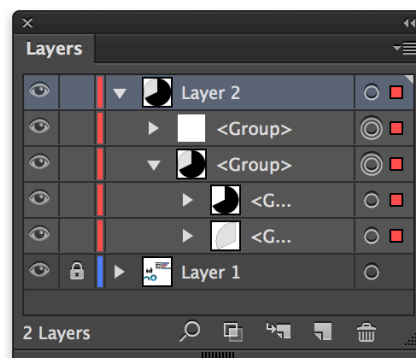 Layers
Layer 2
<Group>
<Group>
<G...
<G...
Layer 1
2 Layers